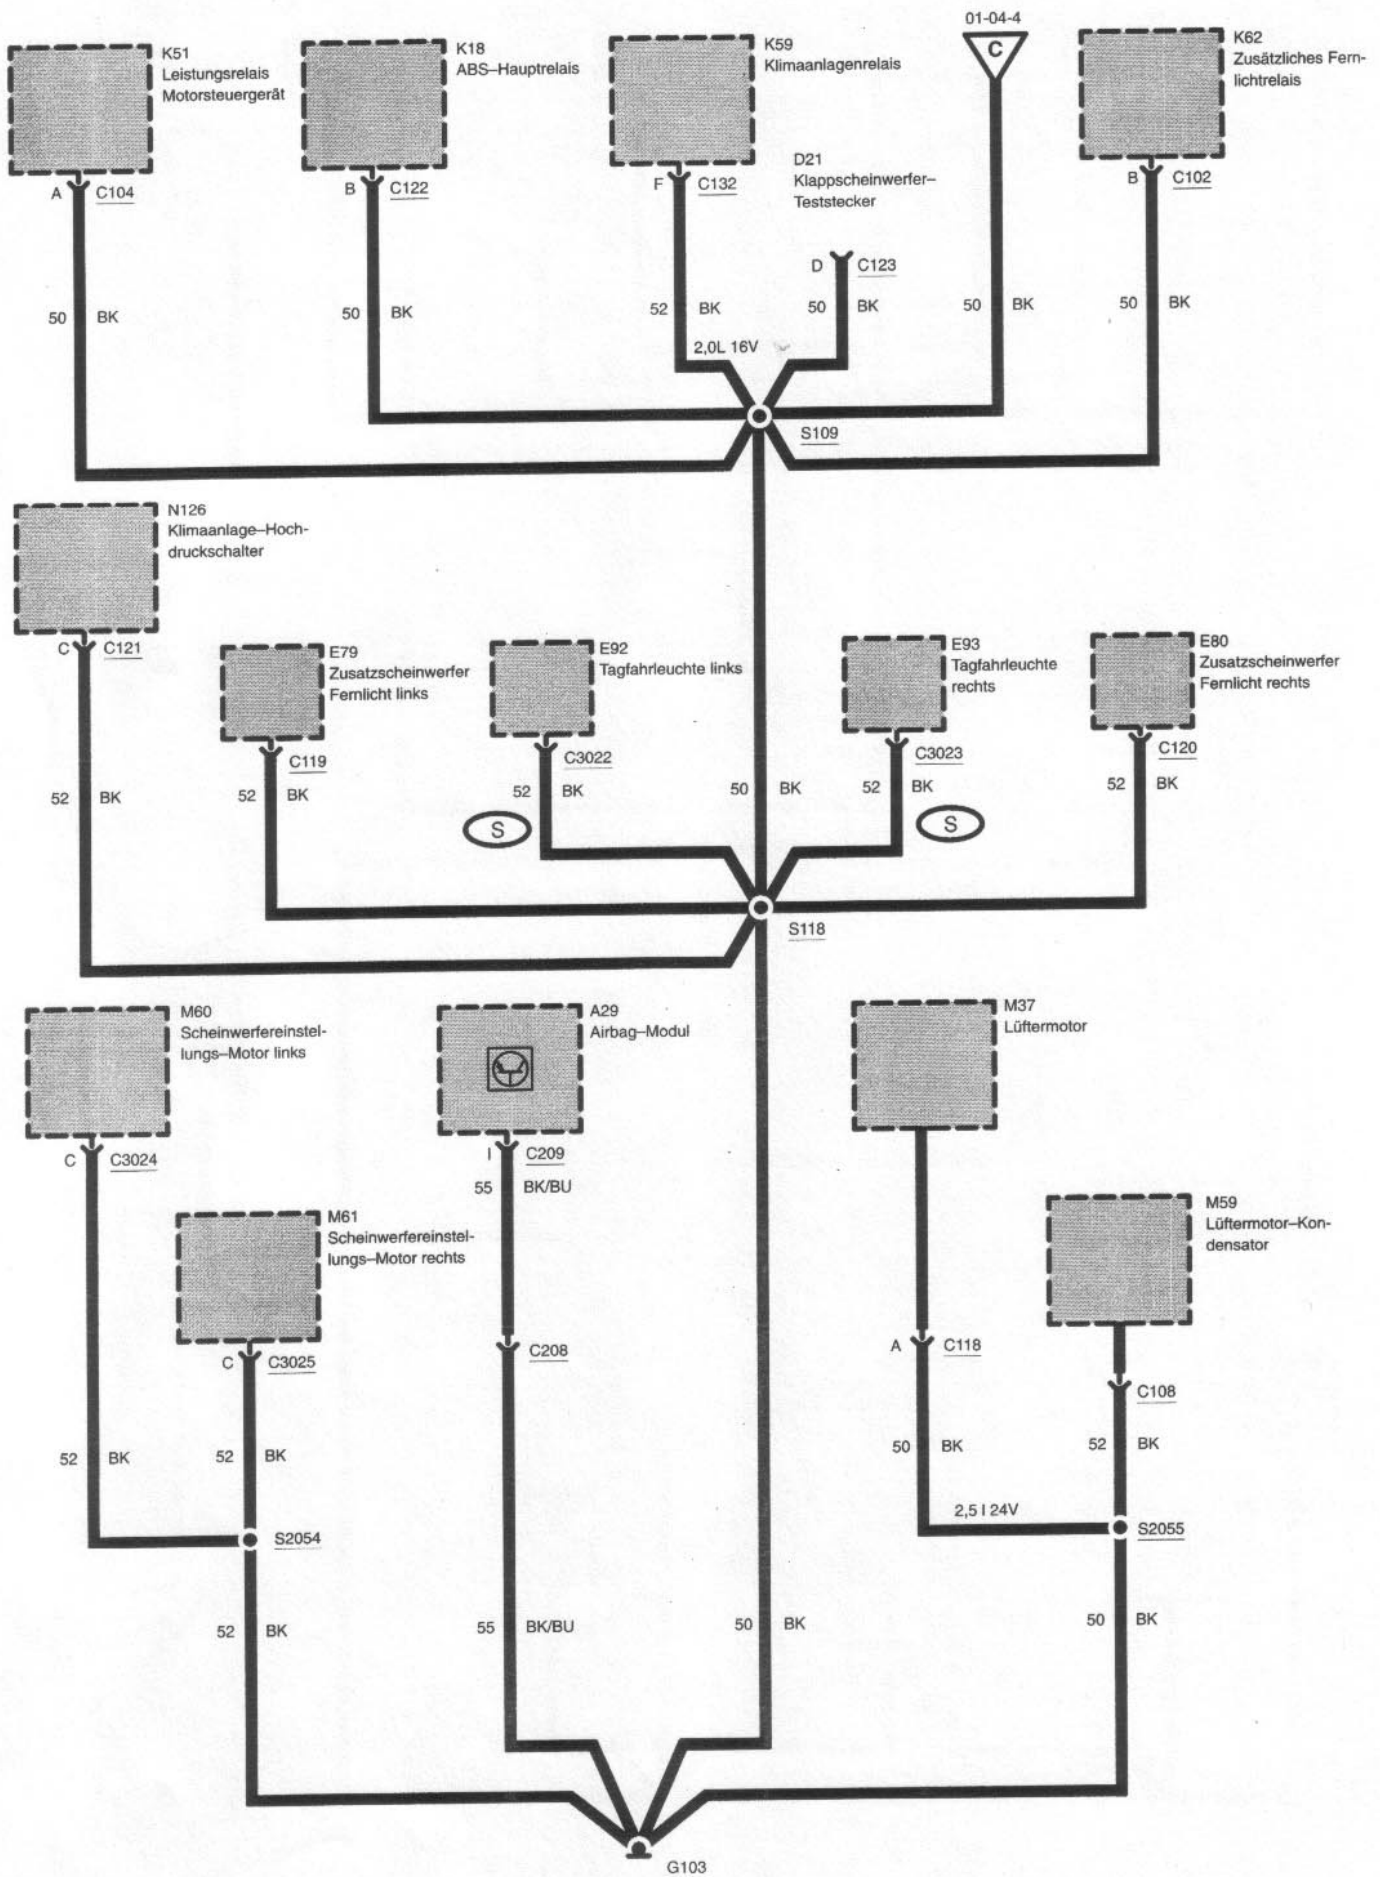 01-04-4
C
K51
Leistungsrelais
Motorsteuergerät
K18
ABS–Hauptrelais
K59
Klimaanlagenrelais
K62
Zusätzliches Fern-
lichtrelais
D21
Klappscheinwerfer–
Teststecker
A C104
B C122
F C132
D C123
B C102
50 BK
50 BK
52 BK
50 BK
50 BK
50 BK
2,0L 16V
S109
N126
Klimaanlage–Hoch-
druckschalter
C C121
E79
Zusatzscheinwerfer
Fernlicht links
E92
Tagfahrleuchte links
E93
Tagfahrleuchte
rechts
E80
Zusatzscheinwerfer
Fernlicht rechts
C119
C3022
C3023
C120
52 BK
52 BK
52 BK
50 BK
52 BK
52 BK
S
S
S118
M60
Scheinwerfereinstel-
lungs–Motor links
A29
Airbag–Modul
M37
Lüftermotor
C C3024
I C209
55 BK/BU
M61
Scheinwerfereinstel-
lungs–Motor rechts
M59
Lüftermotor–Kon-
densator
C C3025
C208
A C118
C108
52 BK
52 BK
50 BK
52 BK
2,5 l 24V
S2054
S2055
52 BK
55 BK/BU
50 BK
50 BK
G103